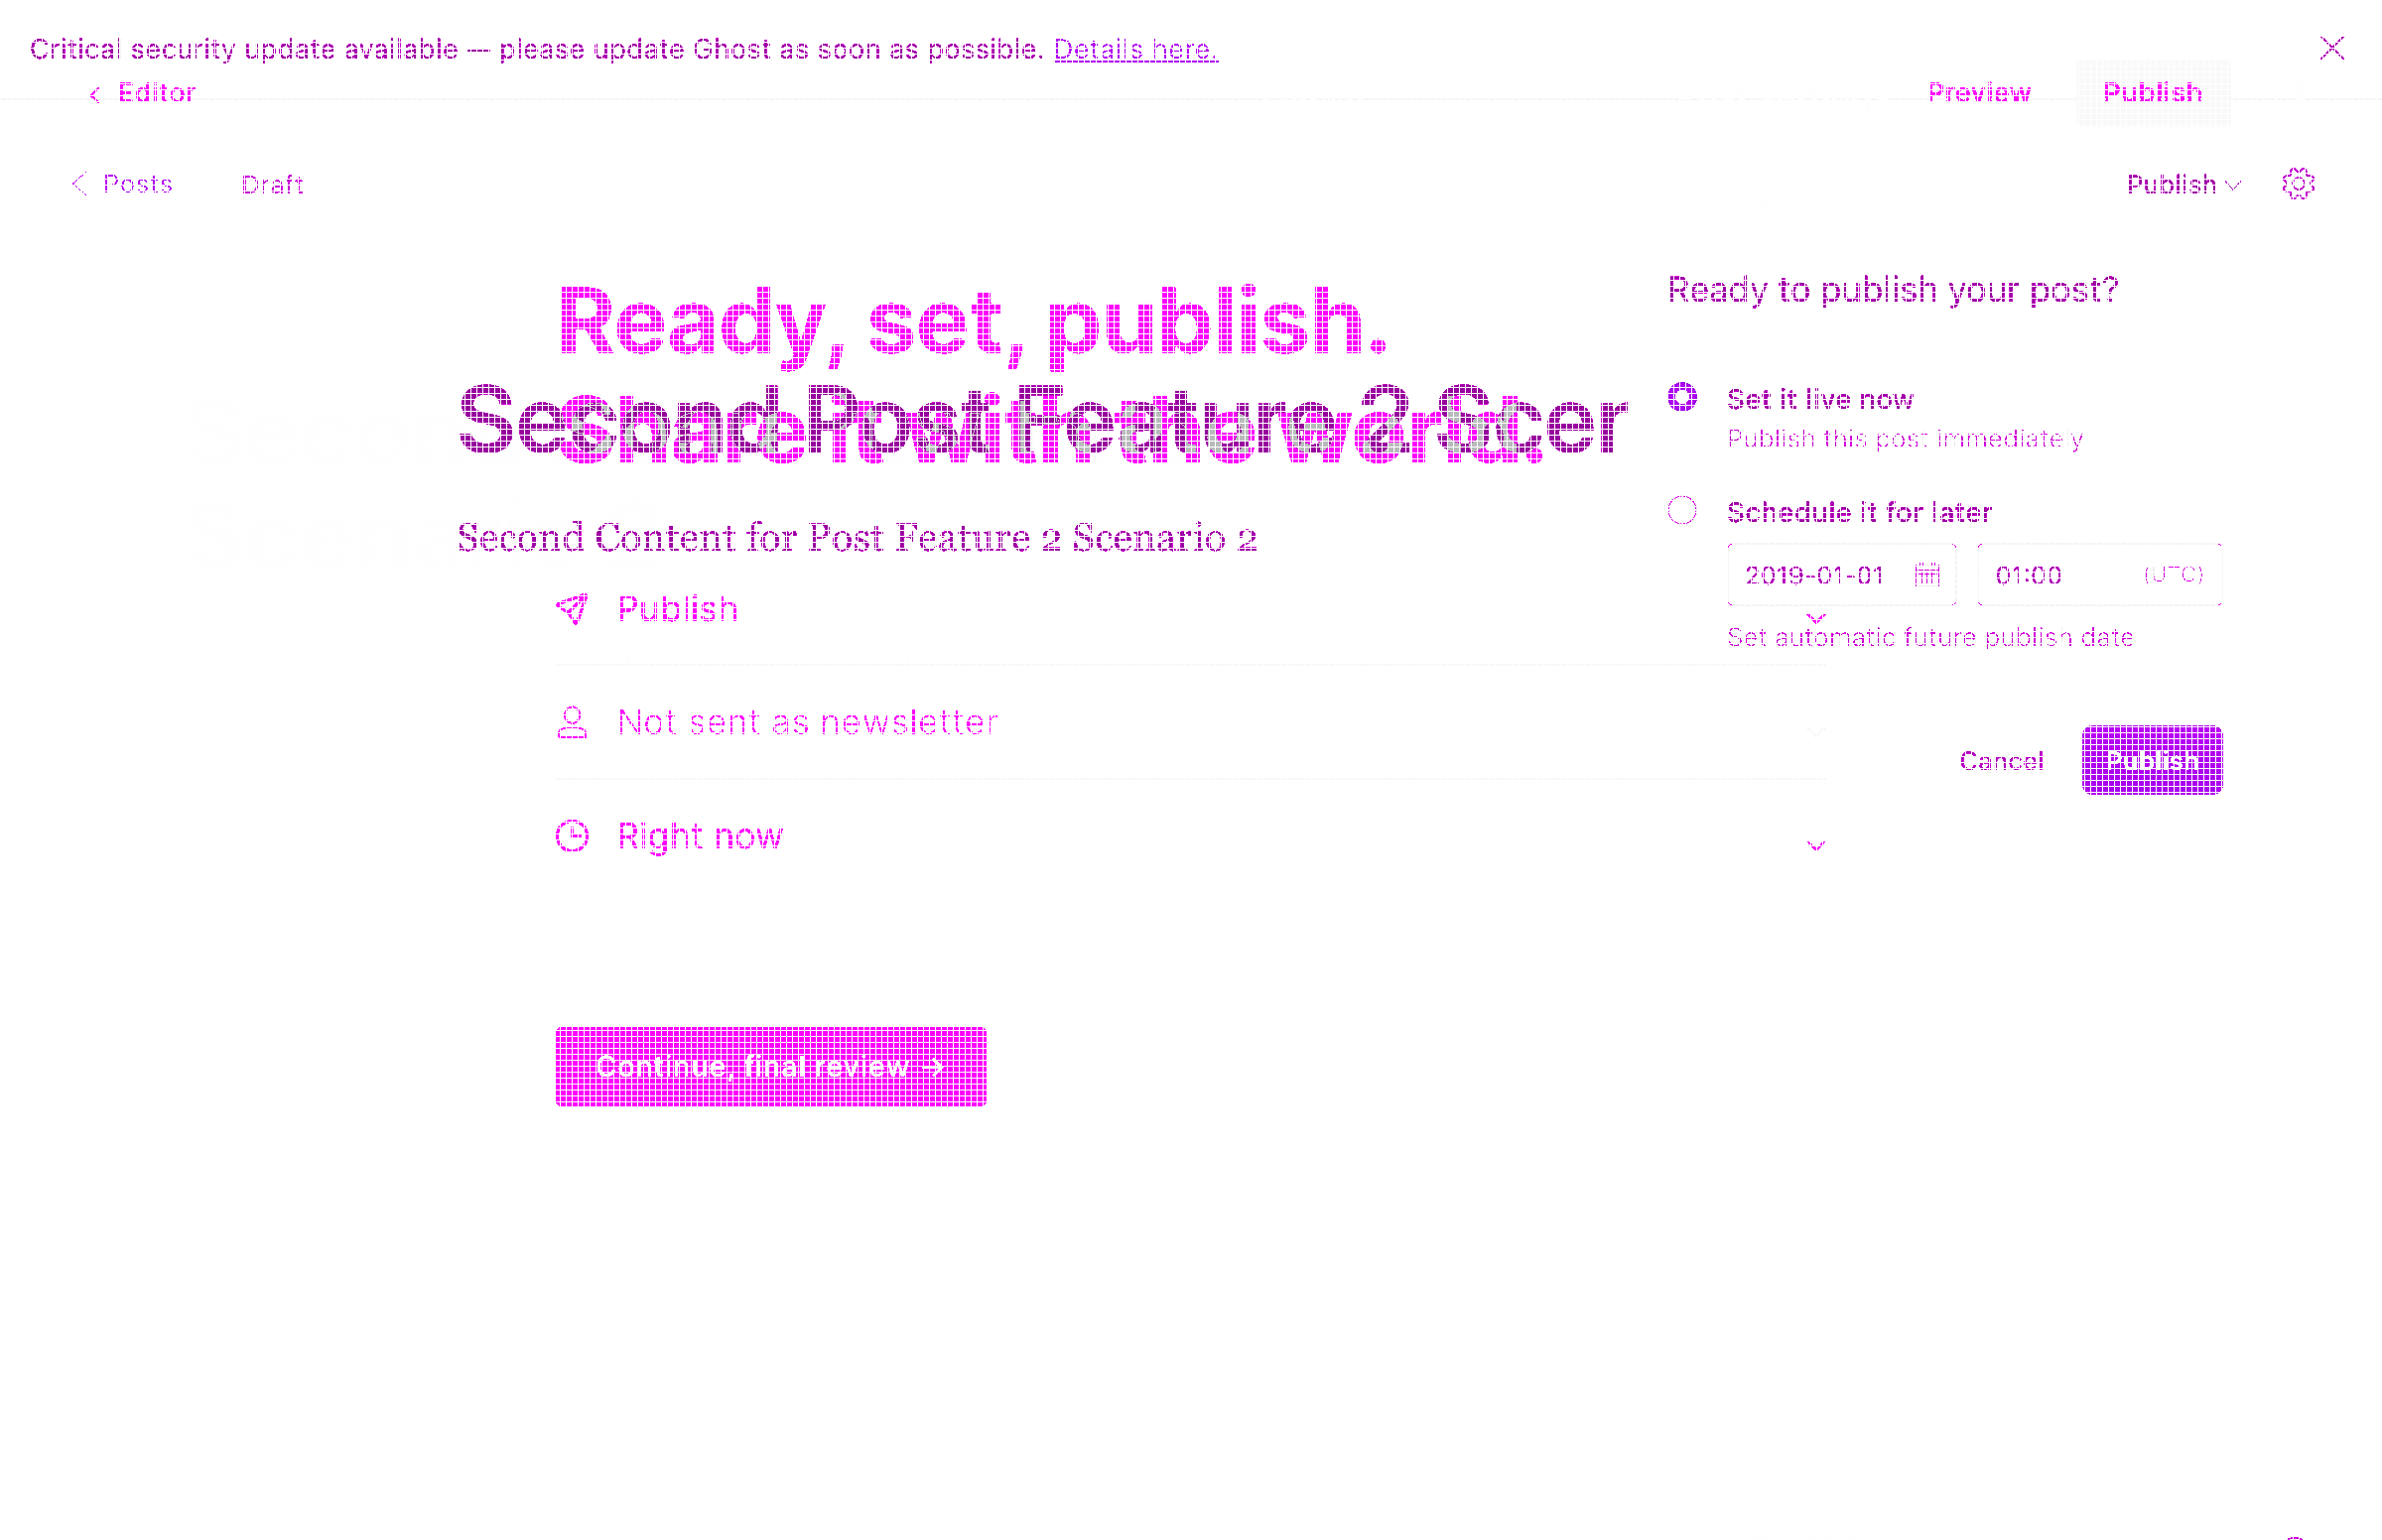 Critical security update available — please update Ghost as soon as possible. Details here.
Editor
Preview
Publish
Posts
Draft
Publish
Ready, set, publish.
Second Post Feature 2 Scer
Share it with the world.
Second Content for Post Feature 2 Scenario 2
Publish
Not sent as newsletter
Right now
Continue, final review →
Ready to publish your post?
Set it live now
Publish this post immediately
Schedule it for later
2019-01-01
01:00
(UTC)
Set automatic future publish date
Cancel
Publish